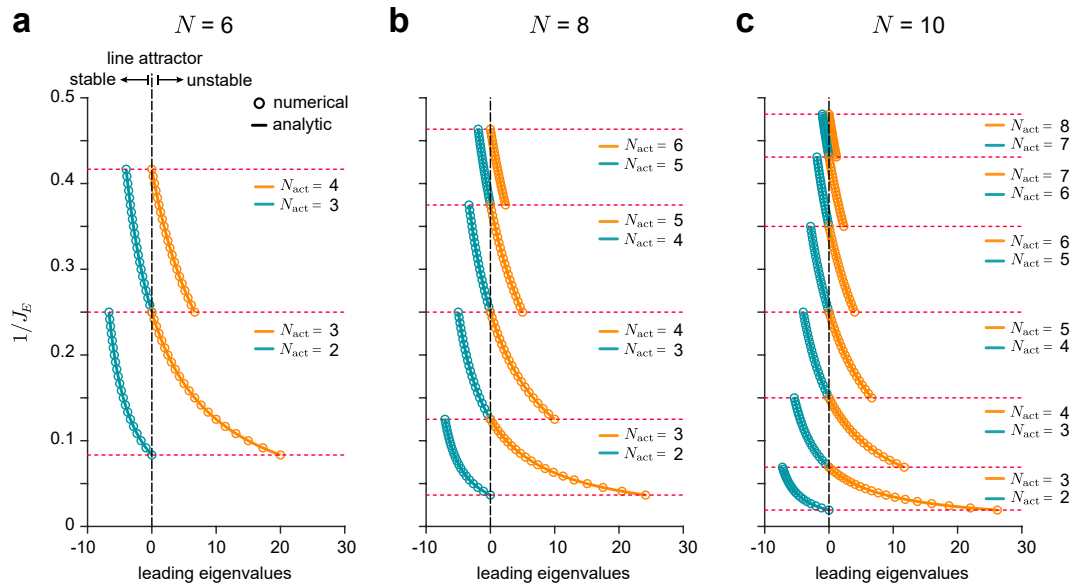 a
N = 6
line attractor
stable
unstable
numerical
analytic
N_act = 4
N_act = 3
N_act = 3
N_act = 2
1/J_E
0.5
0.4
0.3
0.2
0.1
0
-10
0
10
20
30
leading eigenvalues
b
N = 8
N_act = 6
N_act = 5
N_act = 5
N_act = 4
N_act = 4
N_act = 3
N_act = 3
N_act = 2
-10
0
10
20
30
leading eigenvalues
c
N = 10
N_act = 8
N_act = 7
N_act = 7
N_act = 6
N_act = 6
N_act = 5
N_act = 5
N_act = 4
N_act = 4
N_act = 3
N_act = 3
N_act = 2
-10
0
10
20
30
leading eigenvalues